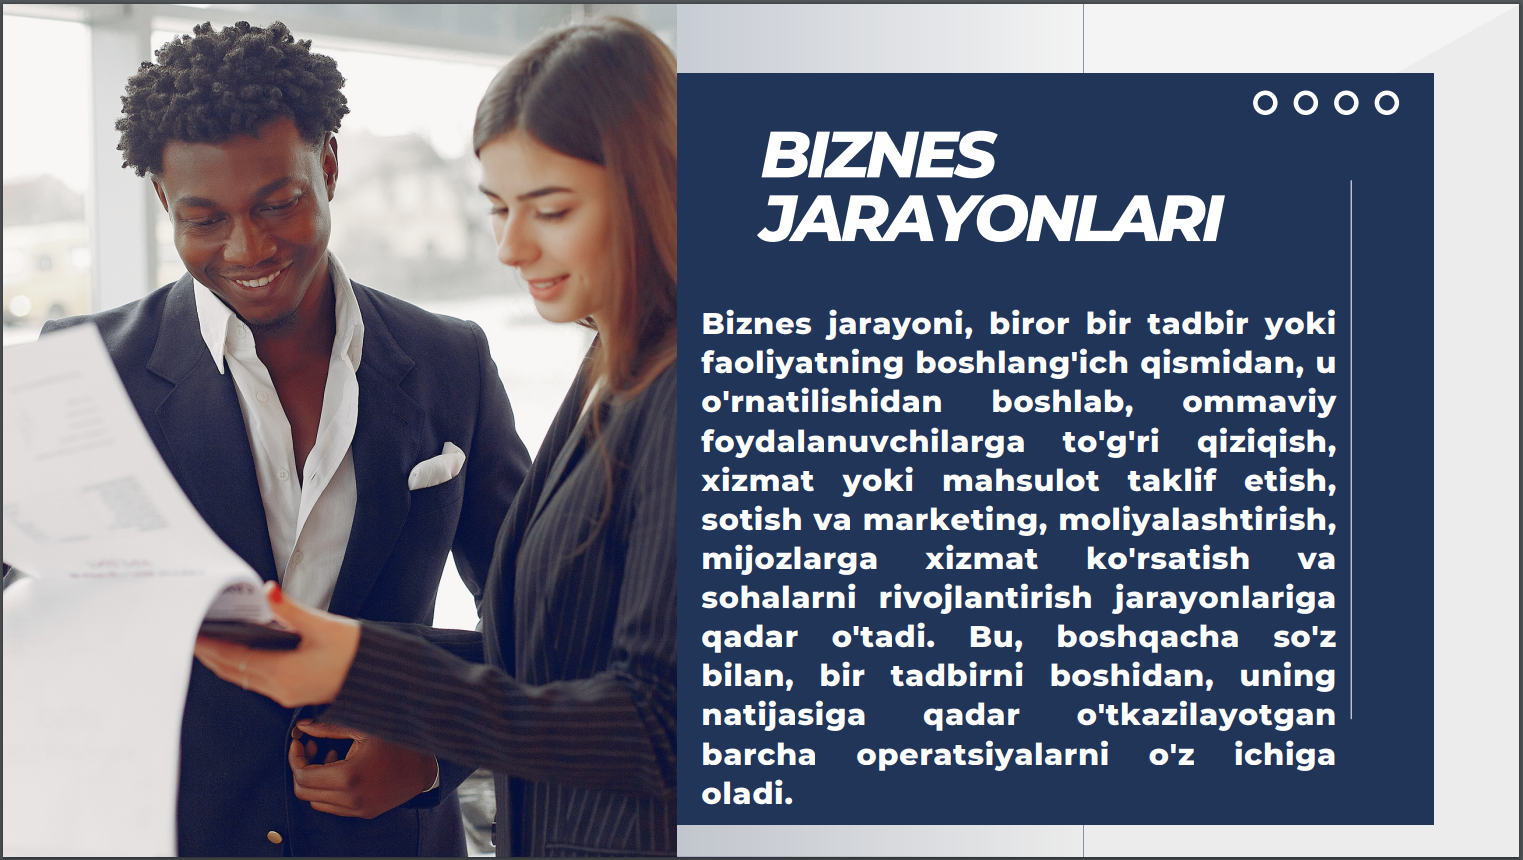 BIZNES
JARAYONLARI
Biznes jarayoni, biror bir tadbir yoki
faoliyatning boshlang'ich qismidan, u
o'rnatilishidan boshlab, ommaviy
foydalanuvchilarga to'g'ri qiziqish,
xizmat yoki mahsulot taklif etish,
sotish va marketing, moliyalashtirish,
mijozlarga xizmat ko'rsatish va
sohalarni rivojlantirish jarayonlariga
qadar o'tadi. Bu, boshqacha so'z
bilan, bir tadbirni boshidan, uning
natijasiga qadar o'tkazilayotgan
barcha operatsiyalarni o'z ichiga
oladi.